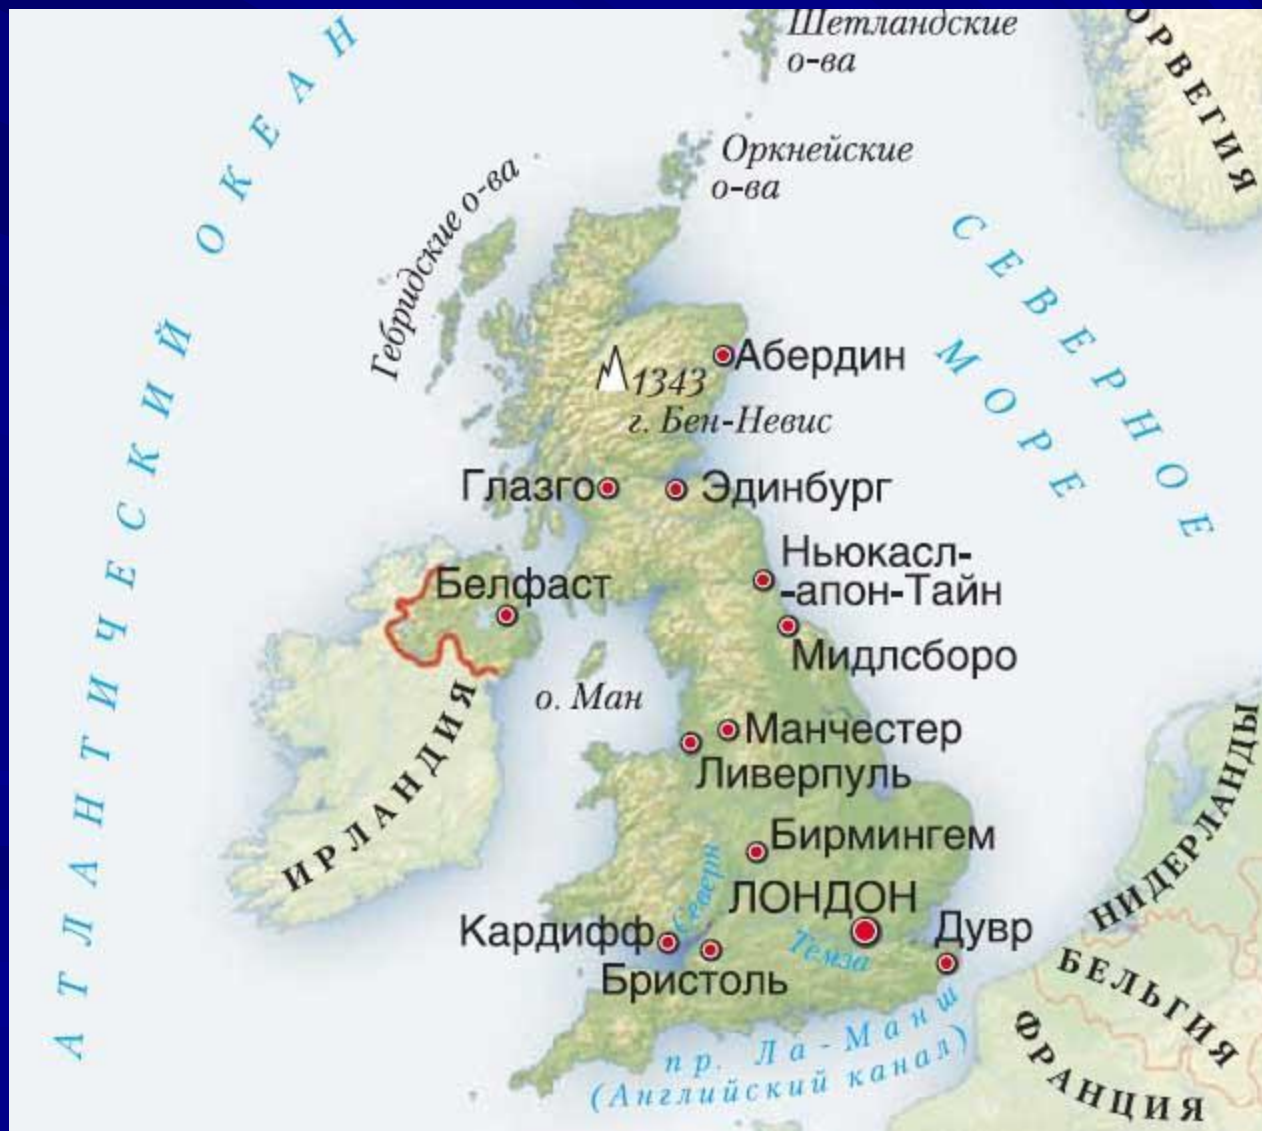 Шетландские
о-ва
ОРВЕГИЯ
Оркнейские
о-ва
Гебридские о-ва
АТЛАНТИЧЕСКИЙ ОКЕАН
СЕВЕРНОЕ
МОРЕ
Абердин
1343
г. Бен-Невис
Глазго
Эдинбург
Ньюкасл-
-апон-Тайн
Белфаст
Мидлсборо
о. Ман
ИРЛАНДИЯ
Манчестер
Ливерпуль
Бирмингем
Северн
ЛОНДОН
Темза
Кардифф
Бристоль
Дувр
НИДЕРЛАНДЫ
БЕЛЬГИЯ
ФРАНЦИЯ
пр. Ла-Манш
(Английский канал)